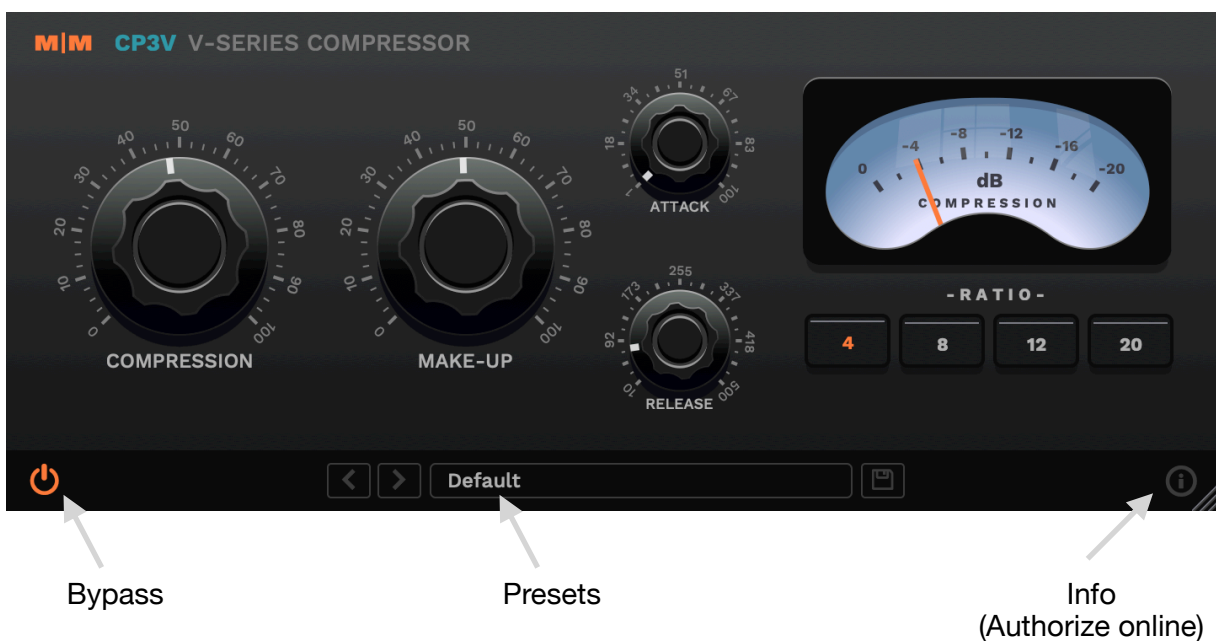 M|M CP3V V-SERIES COMPRESSOR
0 10 20 30 40 50 60 70 80 90 100
COMPRESSION
0 10 20 30 40 50 60 70 80 90 100
MAKE-UP
1 18 34 51 67 83 100
ATTACK
10 92 173 255 337 418 500
RELEASE
0 -4 -8 -12 -16 -20
dB
COMPRESSION
-RATIO-
4 8 12 20
Default
Bypass
Presets
Info
(Authorize online)